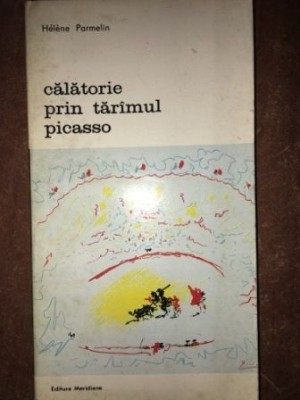 Hélène Parmelin
călătorie
prin tărîmul
picasso
Editura Meridiane